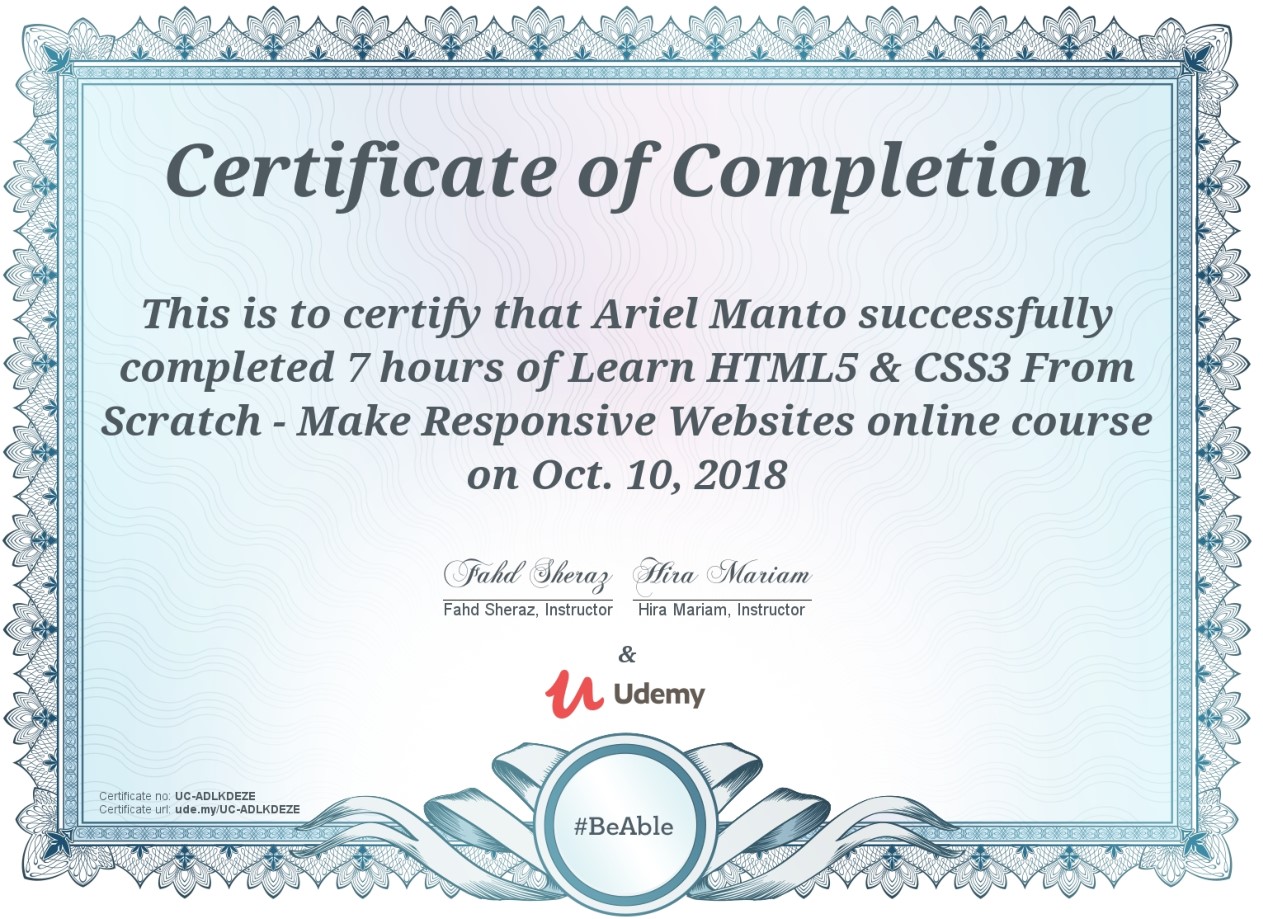 Certificate of Completion
This is to certify that Ariel Manto successfully
completed 7 hours of Learn HTML5 & CSS3 From
Scratch - Make Responsive Websites online course
on Oct. 10, 2018
Fahd Sheraz Hira Mariam
Fahd Sheraz, Instructor Hira Mariam, Instructor
&
Udemy
Certificate no: UC-ADLKDEZE
Certificate url: ude.my/UC-ADLKDEZE
#BeAble